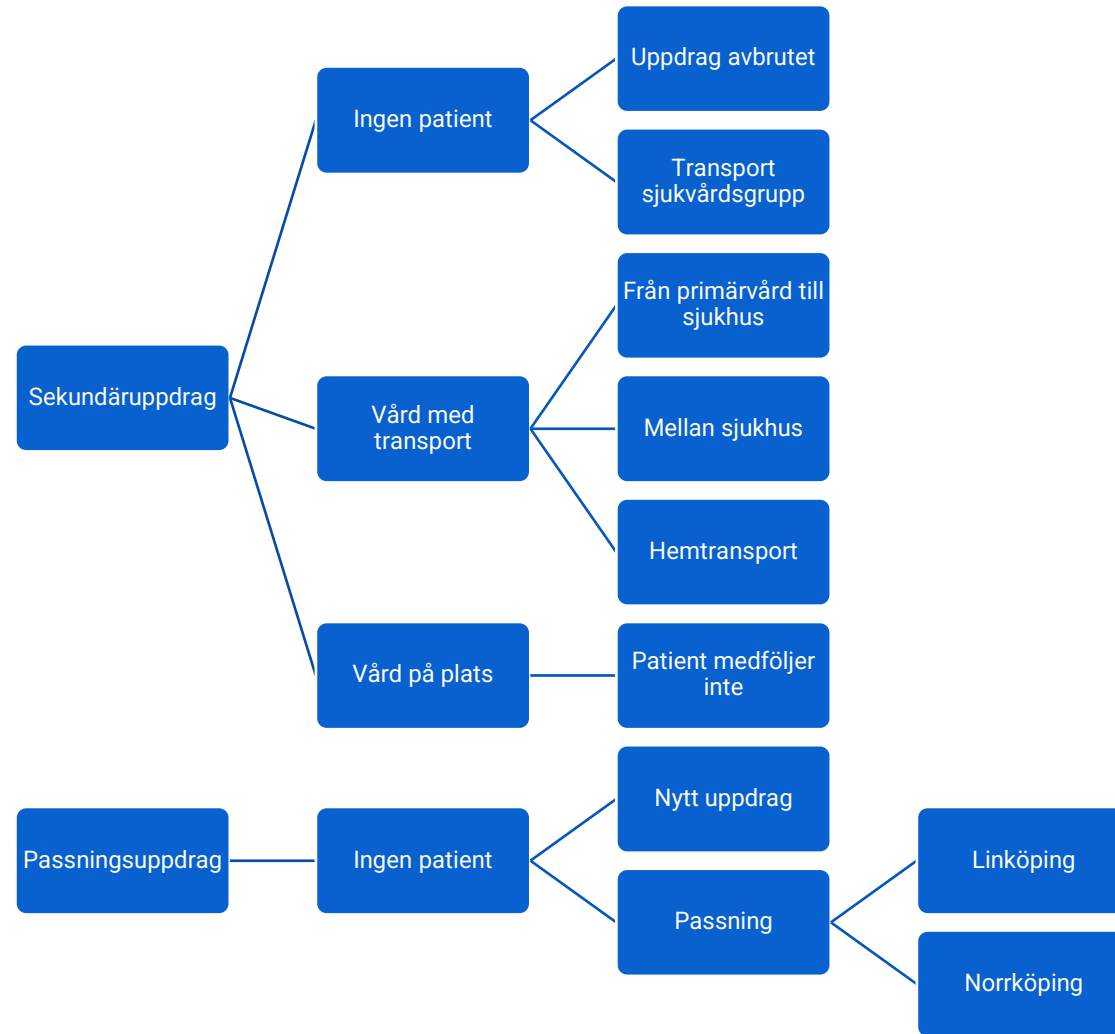 Uppdrag avbrutet
Ingen patient
Transport
sjukvårdsgrupp
Från primärvård till
sjukhus
Sekundäruppdrag
Vård med
transport
Mellan sjukhus
Hemtransport
Vård på plats
Patient medföljer
inte
Nytt uppdrag
Passningsuppdrag
Ingen patient
Linköping
Passning
Norrköping